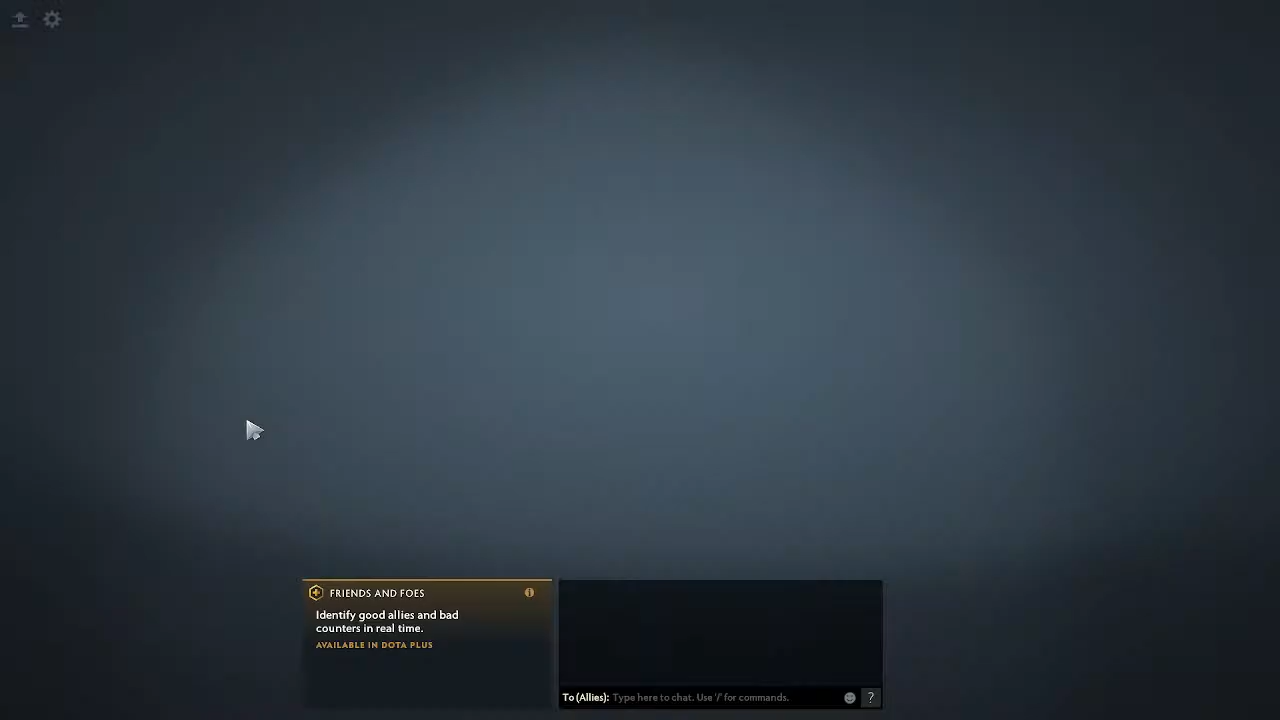 FRIENDS AND FOES
Identify good allies and bad
counters in real time.
AVAILABLE IN DOTA PLUS
To (Allies): Type here to chat. Use '/' for commands.
?